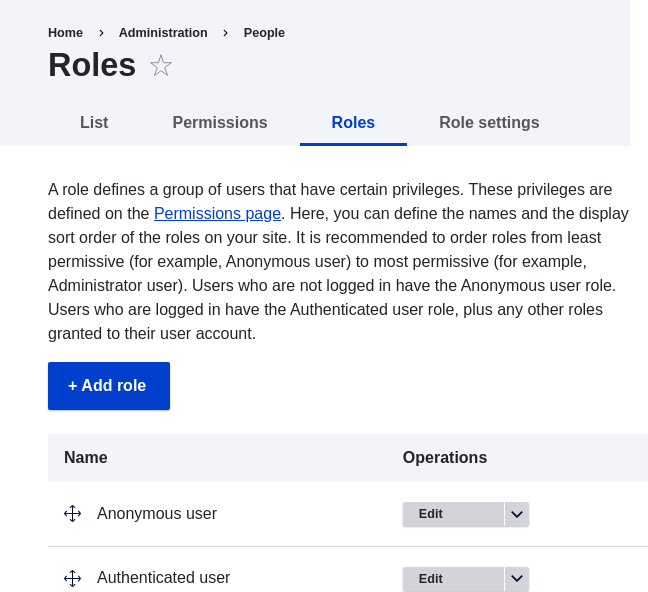 Home > Administration > People
Roles
List Permissions Roles Role settings
A role defines a group of users that have certain privileges. These privileges are
defined on the Permissions page. Here, you can define the names and the display
sort order of the roles on your site. It is recommended to order roles from least
permissive (for example, Anonymous user) to most permissive (for example,
Administrator user). Users who are not logged in have the Anonymous user role.
Users who are logged in have the Authenticated user role, plus any other roles
granted to their user account.
+ Add role
Name Operations
Anonymous user Edit
Authenticated user Edit